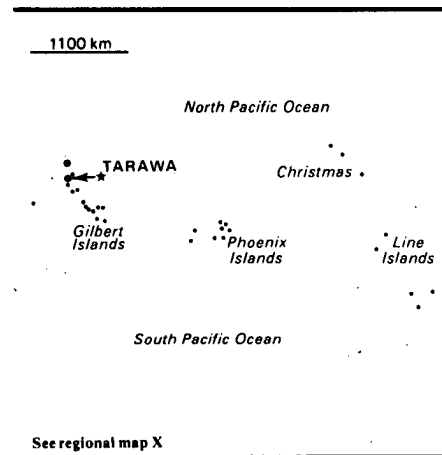 1100 km
North Pacific Ocean
TARAWA
Christmas
Gilbert
Islands
Phoenix
Islands
Line
Islands
South Pacific Ocean
See regional map X